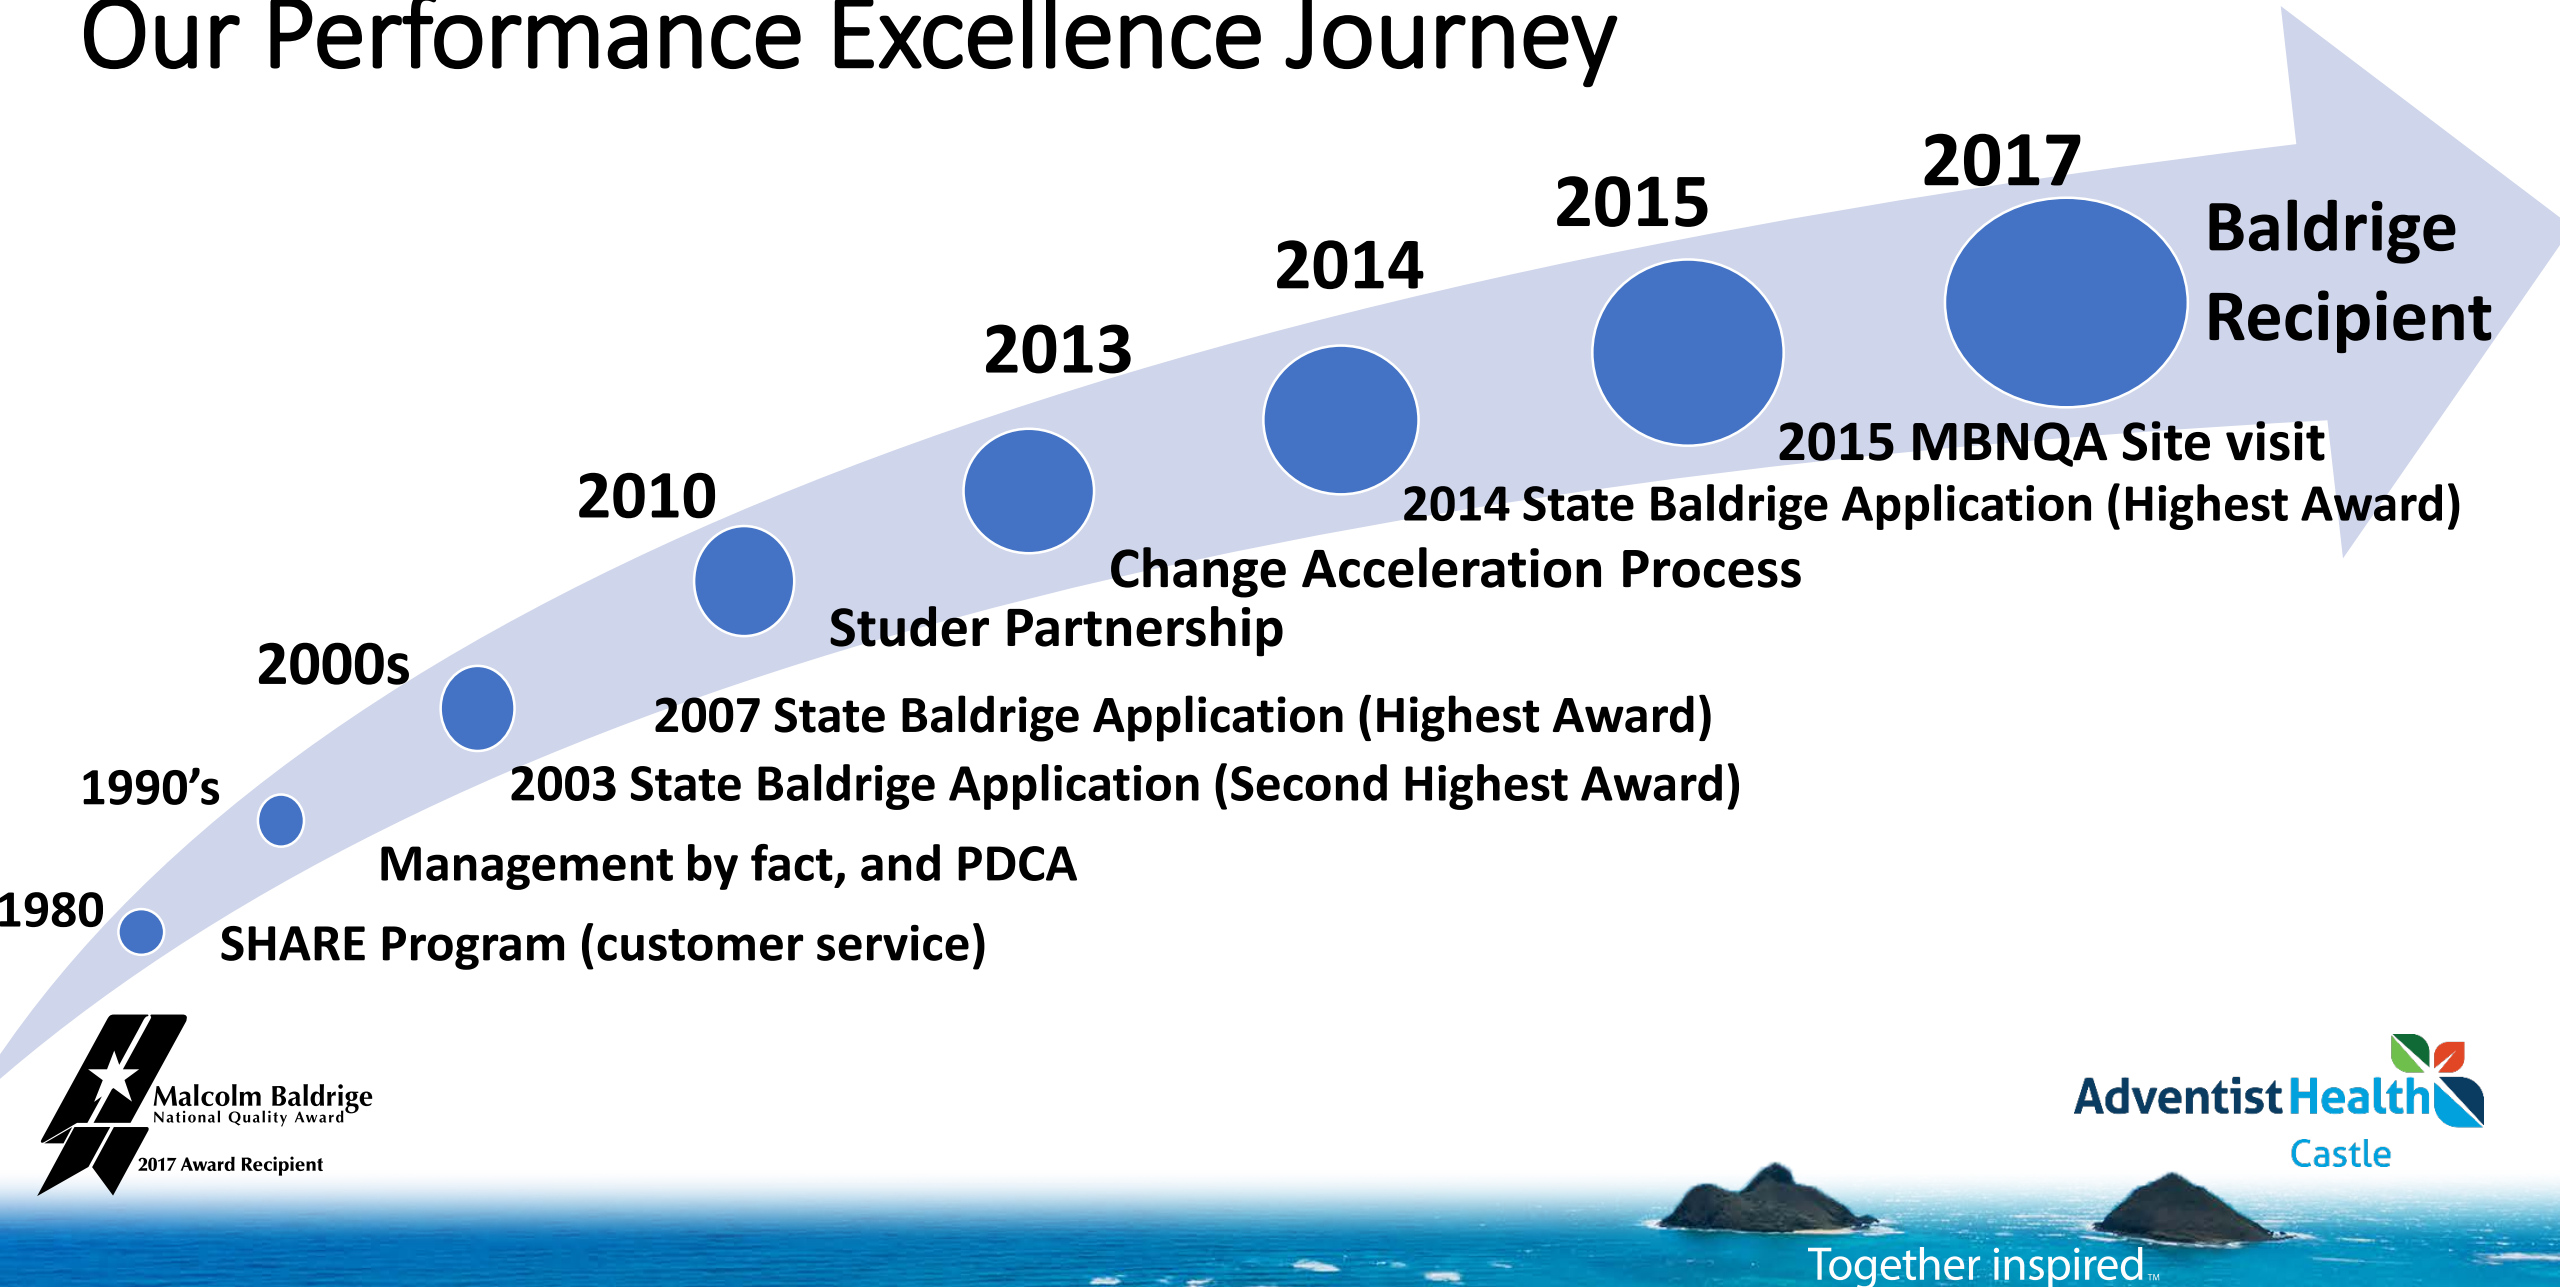 Our Performance Excellence Journey
2017
Baldrige
Recipient
2015
2015 MBNQA Site visit
2014
2014 State Baldrige Application (Highest Award)
2013
Change Acceleration Process
2010
Studer Partnership
2000s
2007 State Baldrige Application (Highest Award)
2003 State Baldrige Application (Second Highest Award)
1990’s
Management by fact, and PDCA
1980
SHARE Program (customer service)
Malcolm Baldrige
National Quality Award
2017 Award Recipient
Adventist Health
Castle
Together inspired™